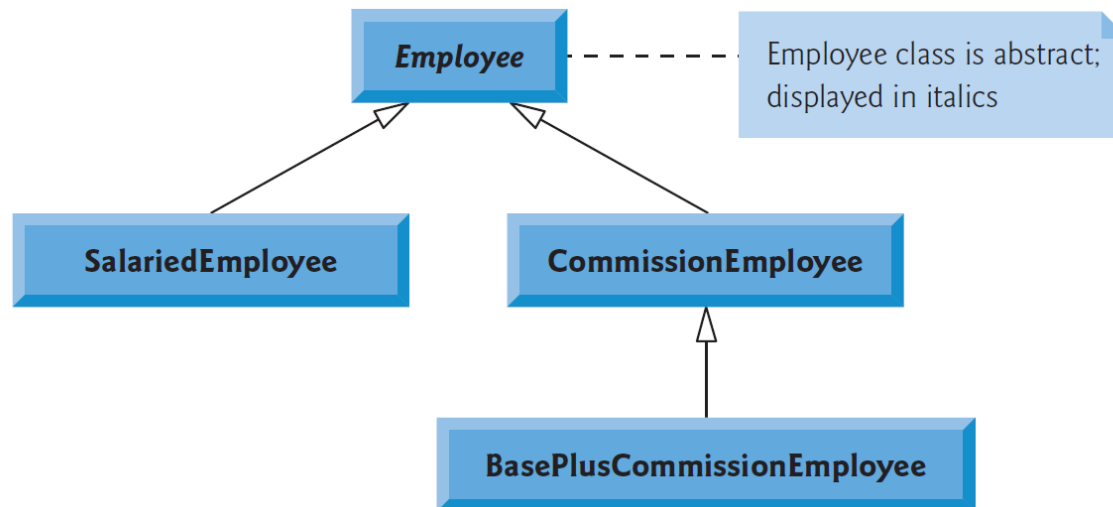 Employee
Employee class is abstract;
displayed in italics
SalariedEmployee
CommissionEmployee
BasePlusCommissionEmployee